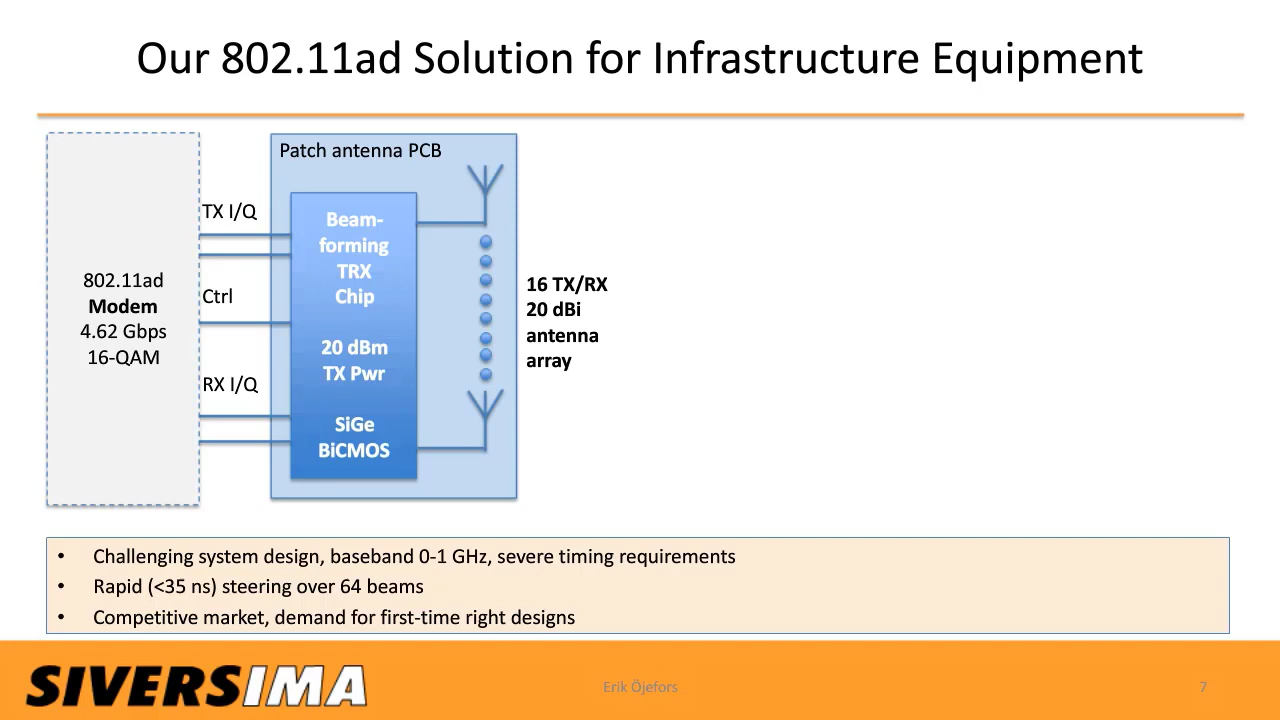 Our 802.11ad Solution for Infrastructure Equipment
802.11ad
Modem
4.62 Gbps
16-QAM
TX I/Q
Ctrl
RX I/Q
Patch antenna PCB
Beam-
forming
TRX
Chip
20 dBm
TX Pwr
SiGe
BiCMOS
16 TX/RX
20 dBi
antenna
array
• Challenging system design, baseband 0-1 GHz, severe timing requirements
• Rapid (<35 ns) steering over 64 beams
• Competitive market, demand for first-time right designs
SIVERSIMA
Erik Öjefors
7